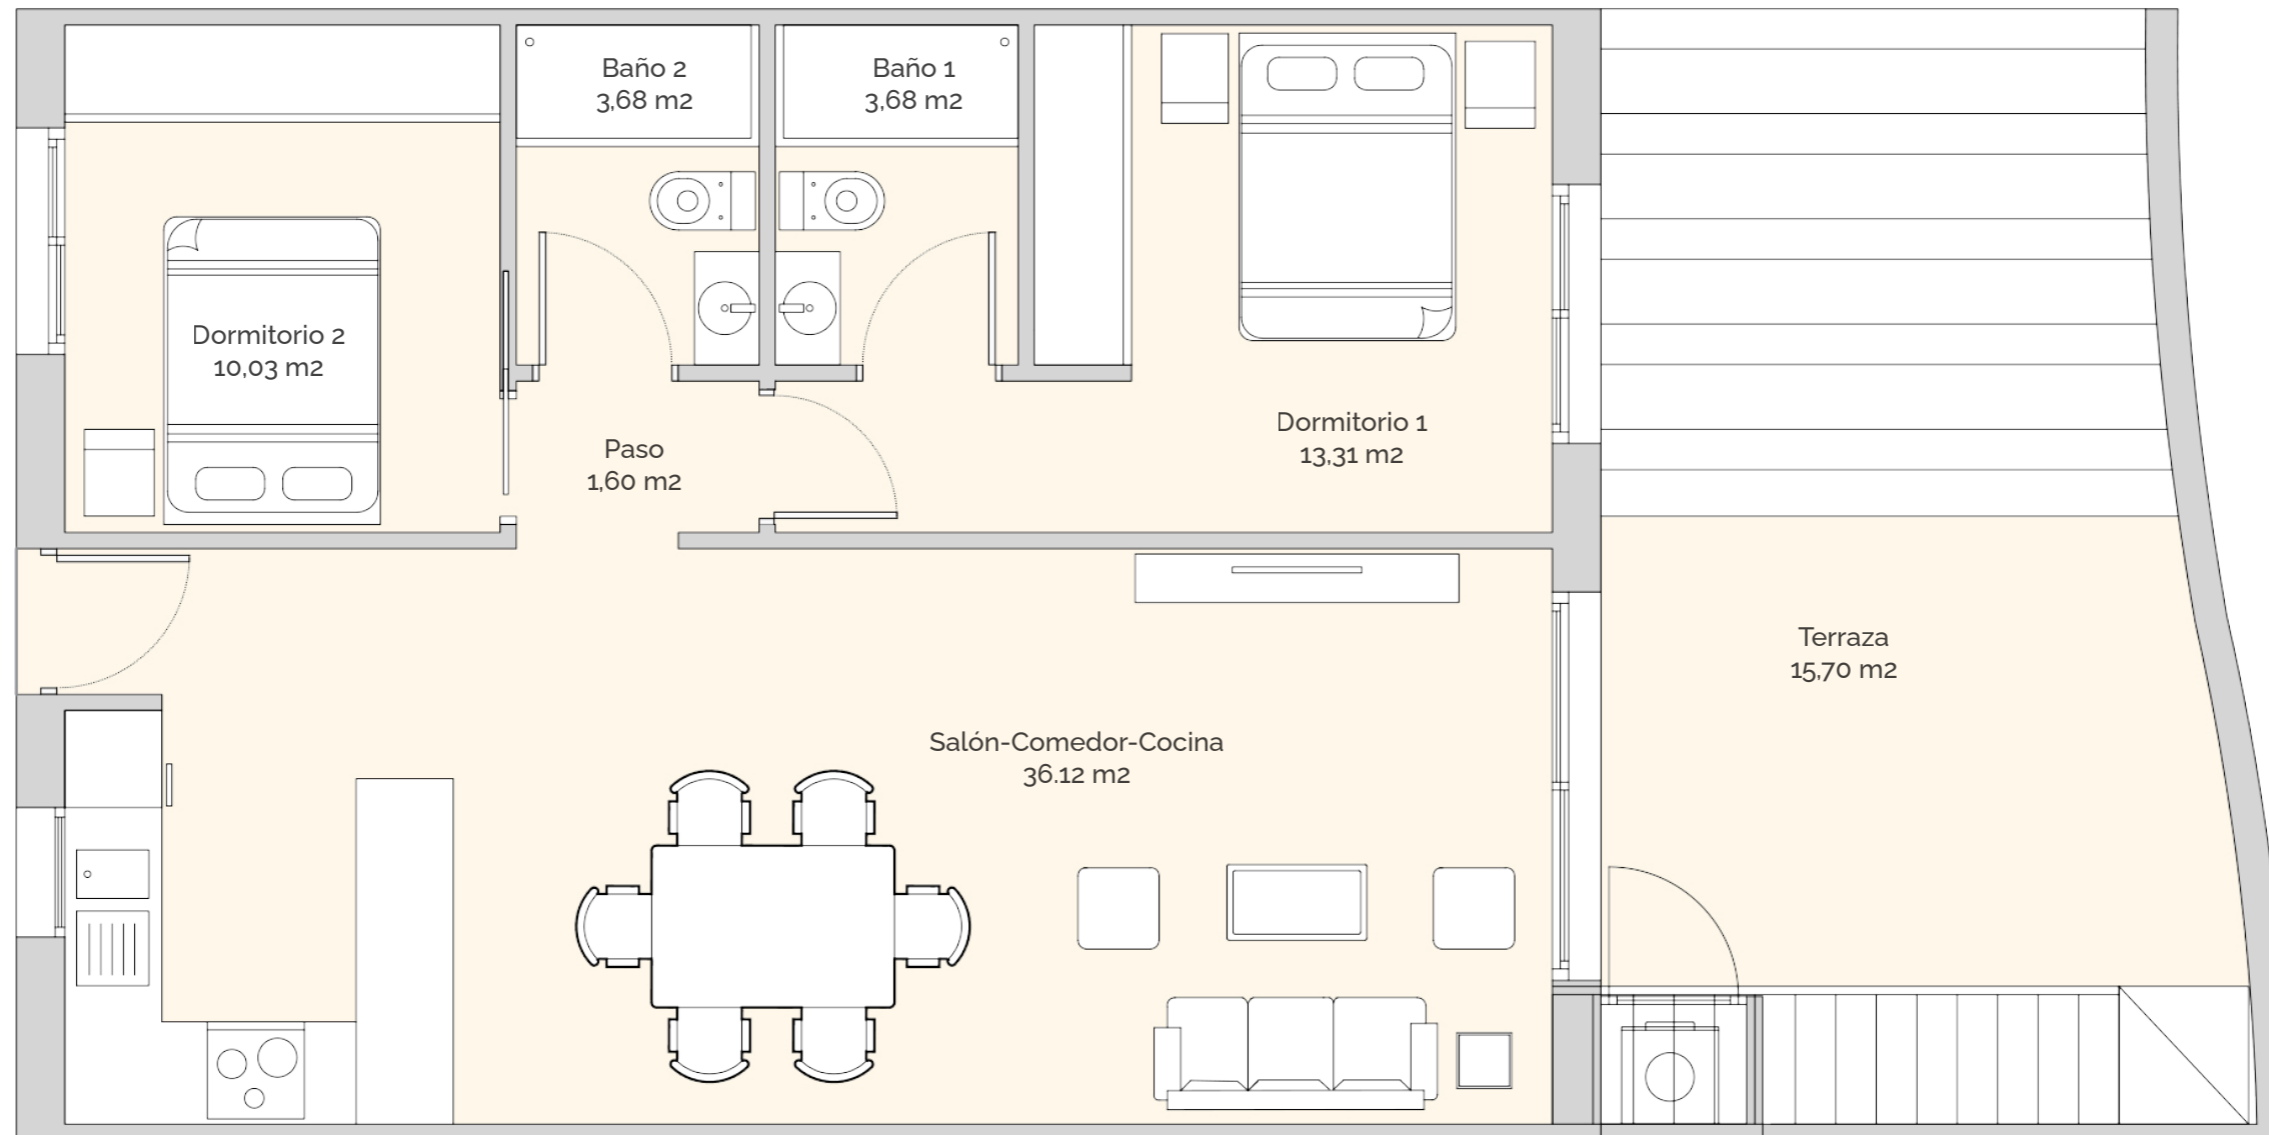 Baño 2
3,68 m2
Baño 1
3,68 m2
Dormitorio 2
10,03 m2
Dormitorio 1
13,31 m2
Paso
1,60 m2
Terraza
15,70 m2
Salón-Comedor-Cocina
36.12 m2